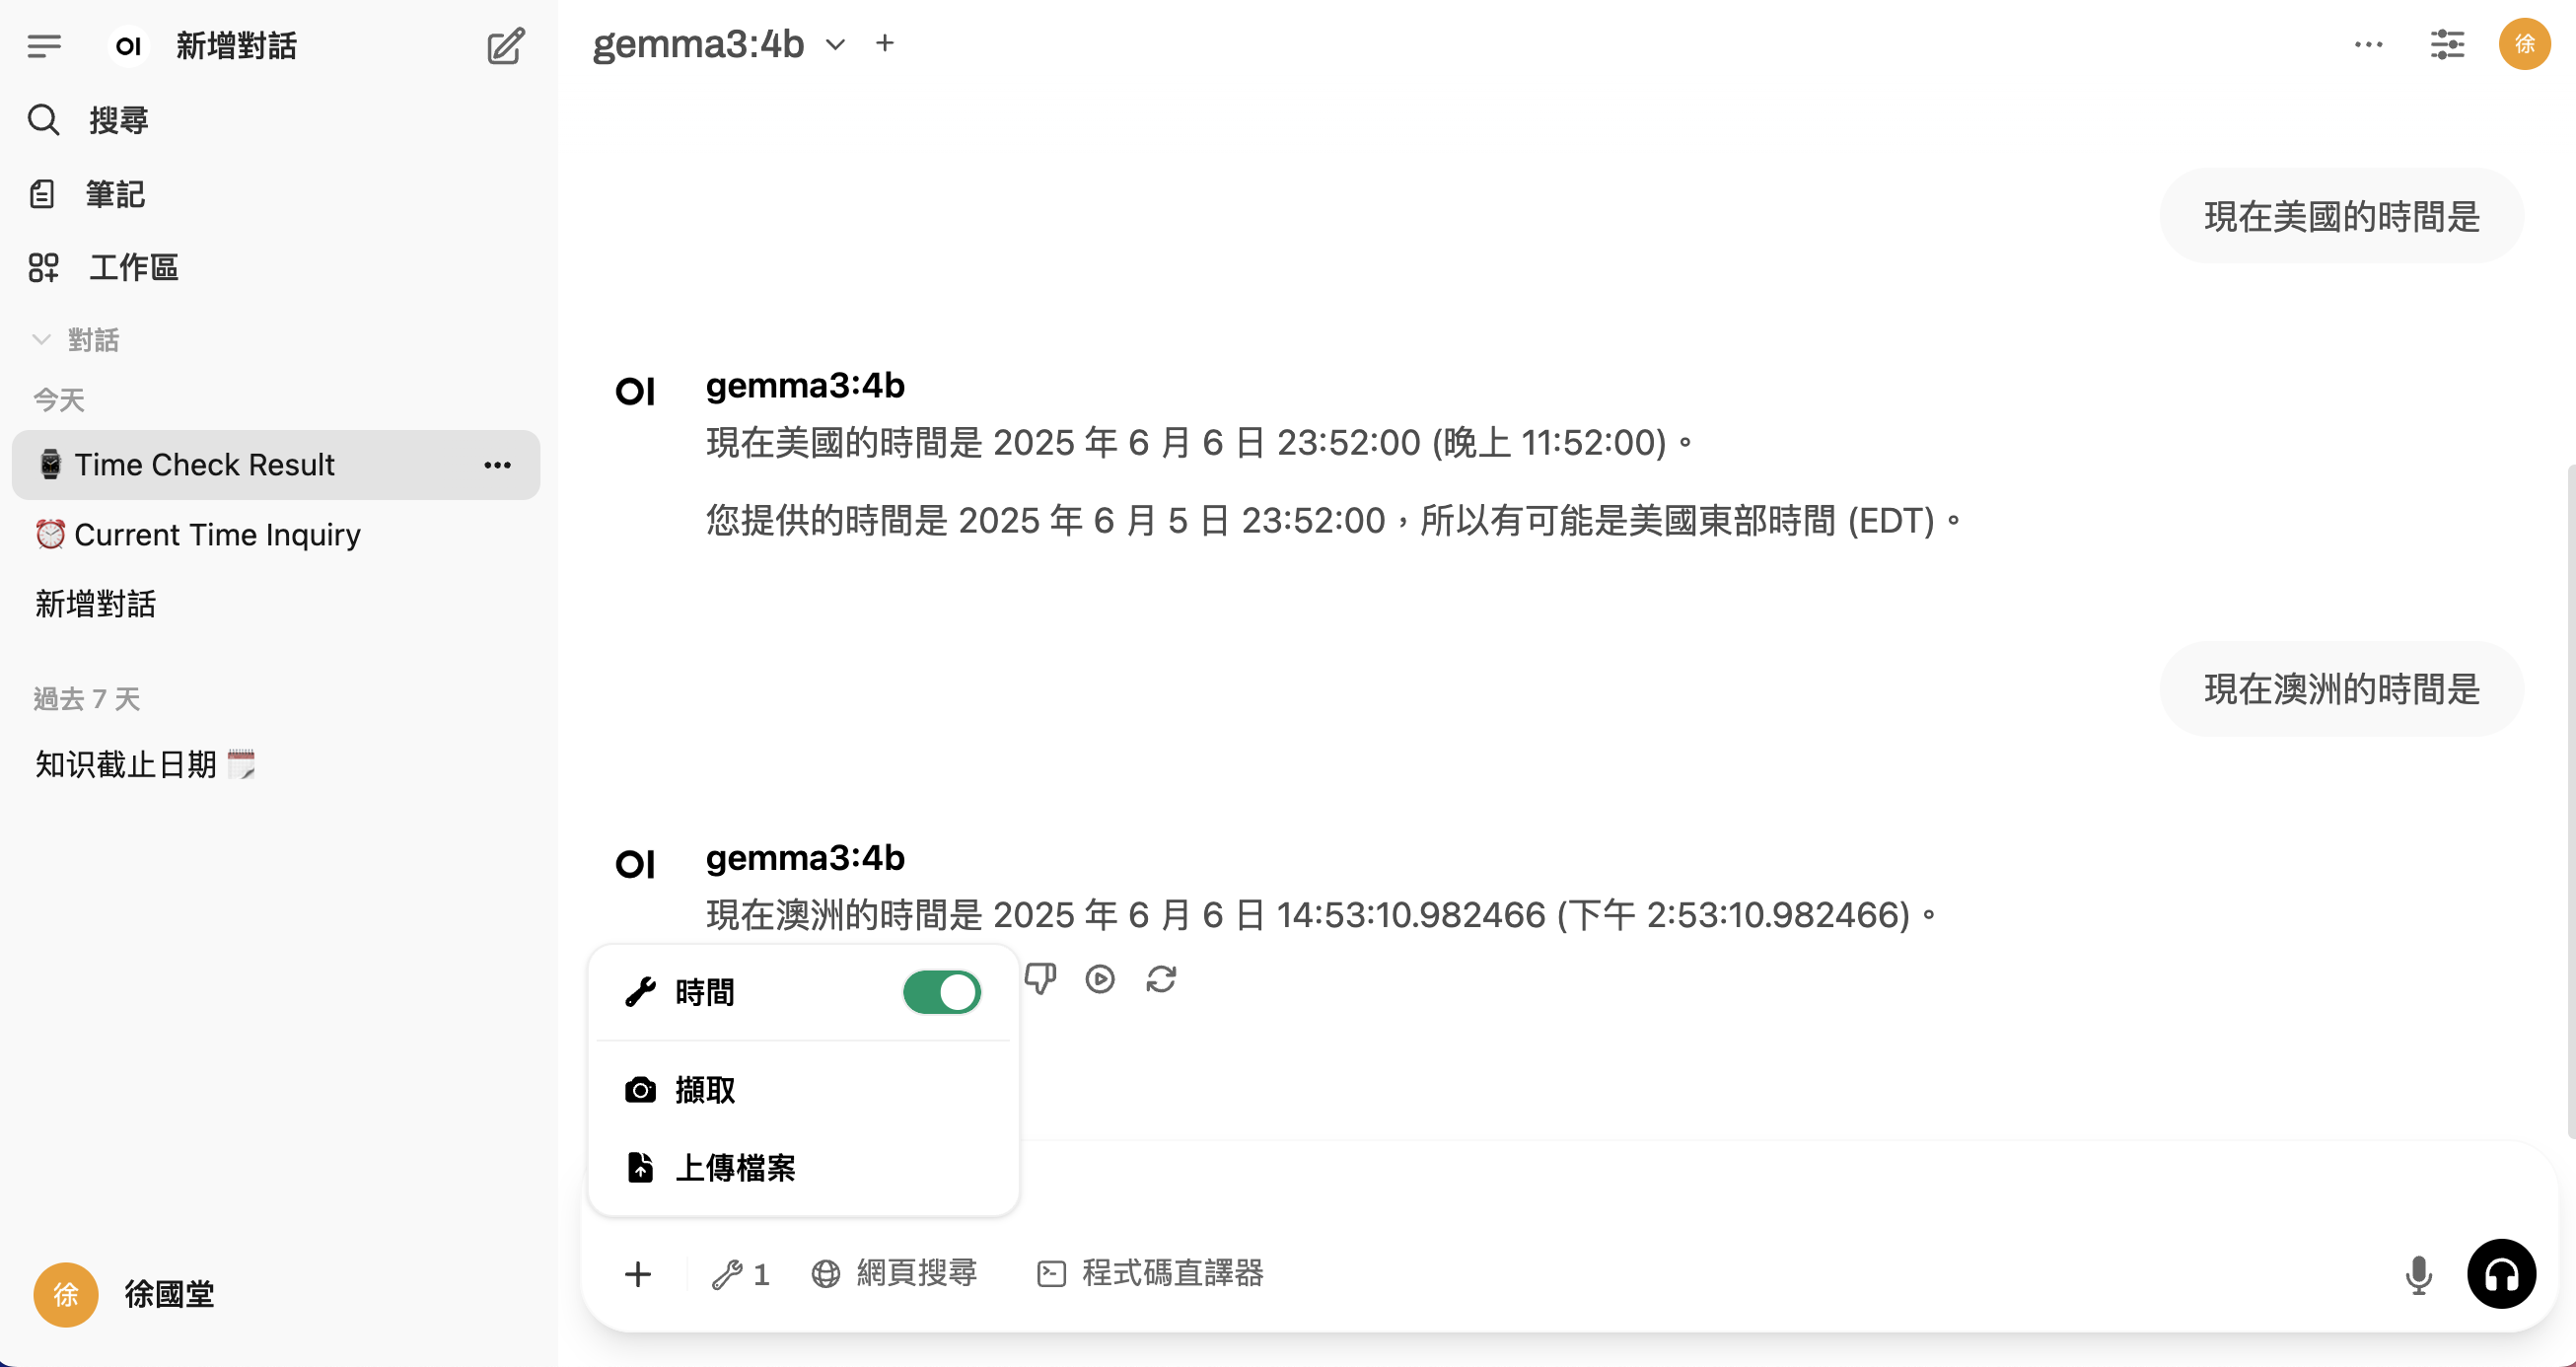 OI 新增對話
搜尋
筆記
工作區
對話
今天
Time Check Result
Current Time Inquiry
新增對話
過去 7 天
知识截止日期
徐 徐國堂
gemma3:4b
徐
現在美國的時間是
OI gemma3:4b
現在美國的時間是 2025 年 6 月 6 日 23:52:00 (晚上 11:52:00)。
您提供的時間是 2025 年 6 月 5 日 23:52:00，所以有可能是美國東部時間 (EDT)。
現在澳洲的時間是
OI gemma3:4b
現在澳洲的時間是 2025 年 6 月 6 日 14:53:10.982466 (下午 2:53:10.982466)。
時間
擷取
上傳檔案
1 網頁搜尋 程式碼直譯器